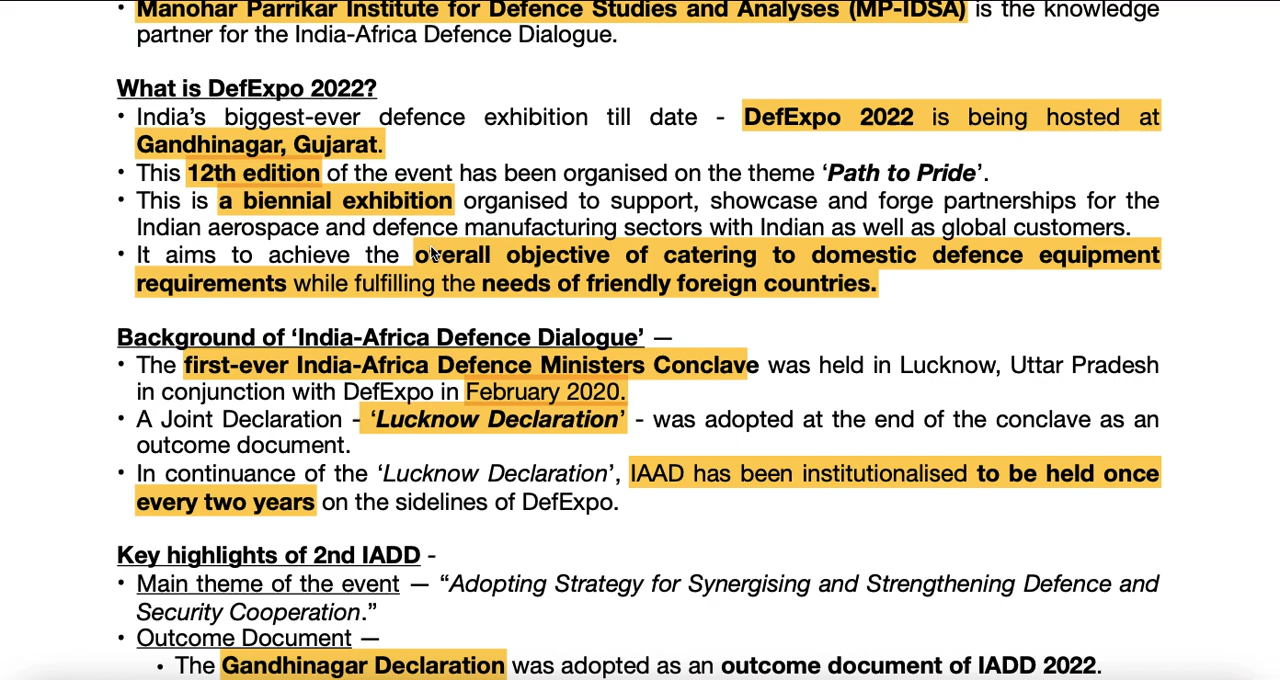 • Manohar Parrikar Institute for Defence Studies and Analyses (MP-IDSA) is the knowledge
partner for the India-Africa Defence Dialogue.
What is DefExpo 2022?
• India’s biggest-ever defence exhibition till date - DefExpo 2022 is being hosted at
Gandhinagar, Gujarat.
• This 12th edition of the event has been organised on the theme ‘Path to Pride’.
• This is a biennial exhibition organised to support, showcase and forge partnerships for the
Indian aerospace and defence manufacturing sectors with Indian as well as global customers.
• It aims to achieve the overall objective of catering to domestic defence equipment
requirements while fulfilling the needs of friendly foreign countries.
Background of ‘India-Africa Defence Dialogue’ —
• The first-ever India-Africa Defence Ministers Conclave was held in Lucknow, Uttar Pradesh
in conjunction with DefExpo in February 2020.
• A Joint Declaration - ‘Lucknow Declaration’ - was adopted at the end of the conclave as an
outcome document.
• In continuance of the ‘Lucknow Declaration’, IAAD has been institutionalised to be held once
every two years on the sidelines of DefExpo.
Key highlights of 2nd IADD -
• Main theme of the event — “Adopting Strategy for Synergising and Strengthening Defence and
Security Cooperation.”
• Outcome Document —
• The Gandhinagar Declaration was adopted as an outcome document of IADD 2022.